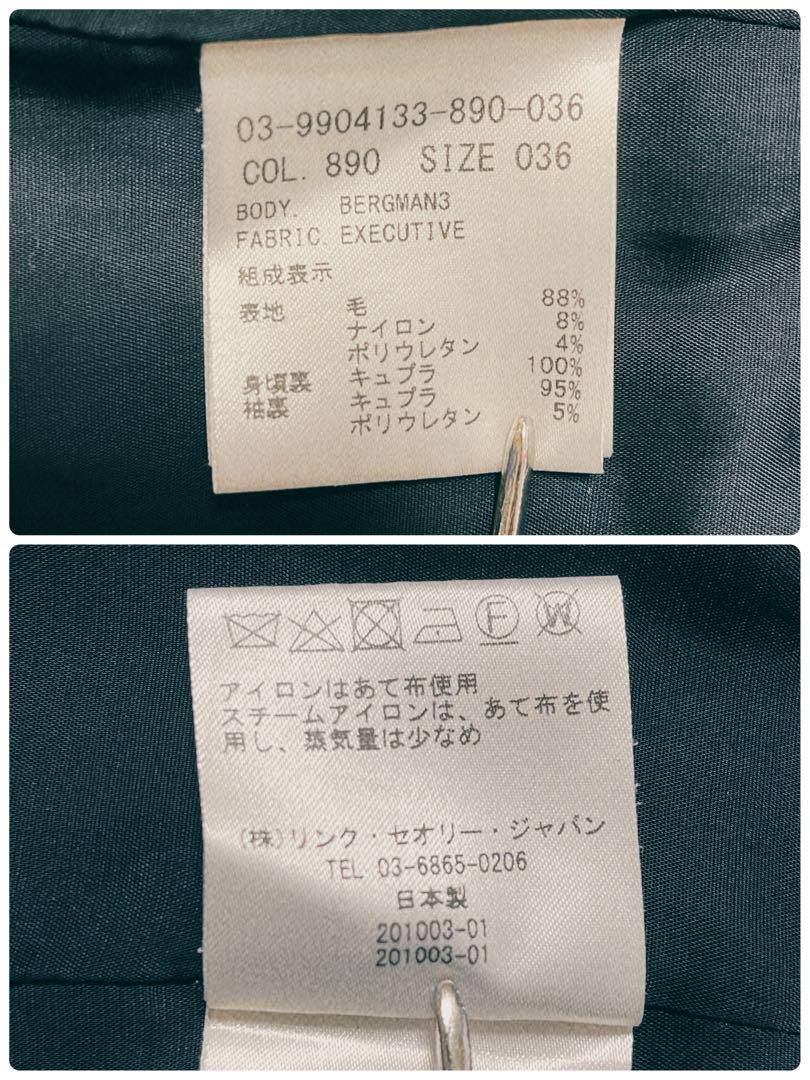 03-9904133-890-036
COL. 890 SIZE 036
BODY. BERGMAN3
FABRIC. EXECUTIVE
組成表示
表地 毛 88%
ナイロン 8%
ポリウレタン 4%
身頃裏 キュプラ 100%
袖裏 キュプラ 95%
ポリウレタン 5%
F W
アイロンはあて布使用
スチームアイロンは、あて布を使
用し、蒸気量は少なめ
(株)リンク・セオリー・ジャパン
TEL 03-6865-0206
日本製
201003-01
201003-01